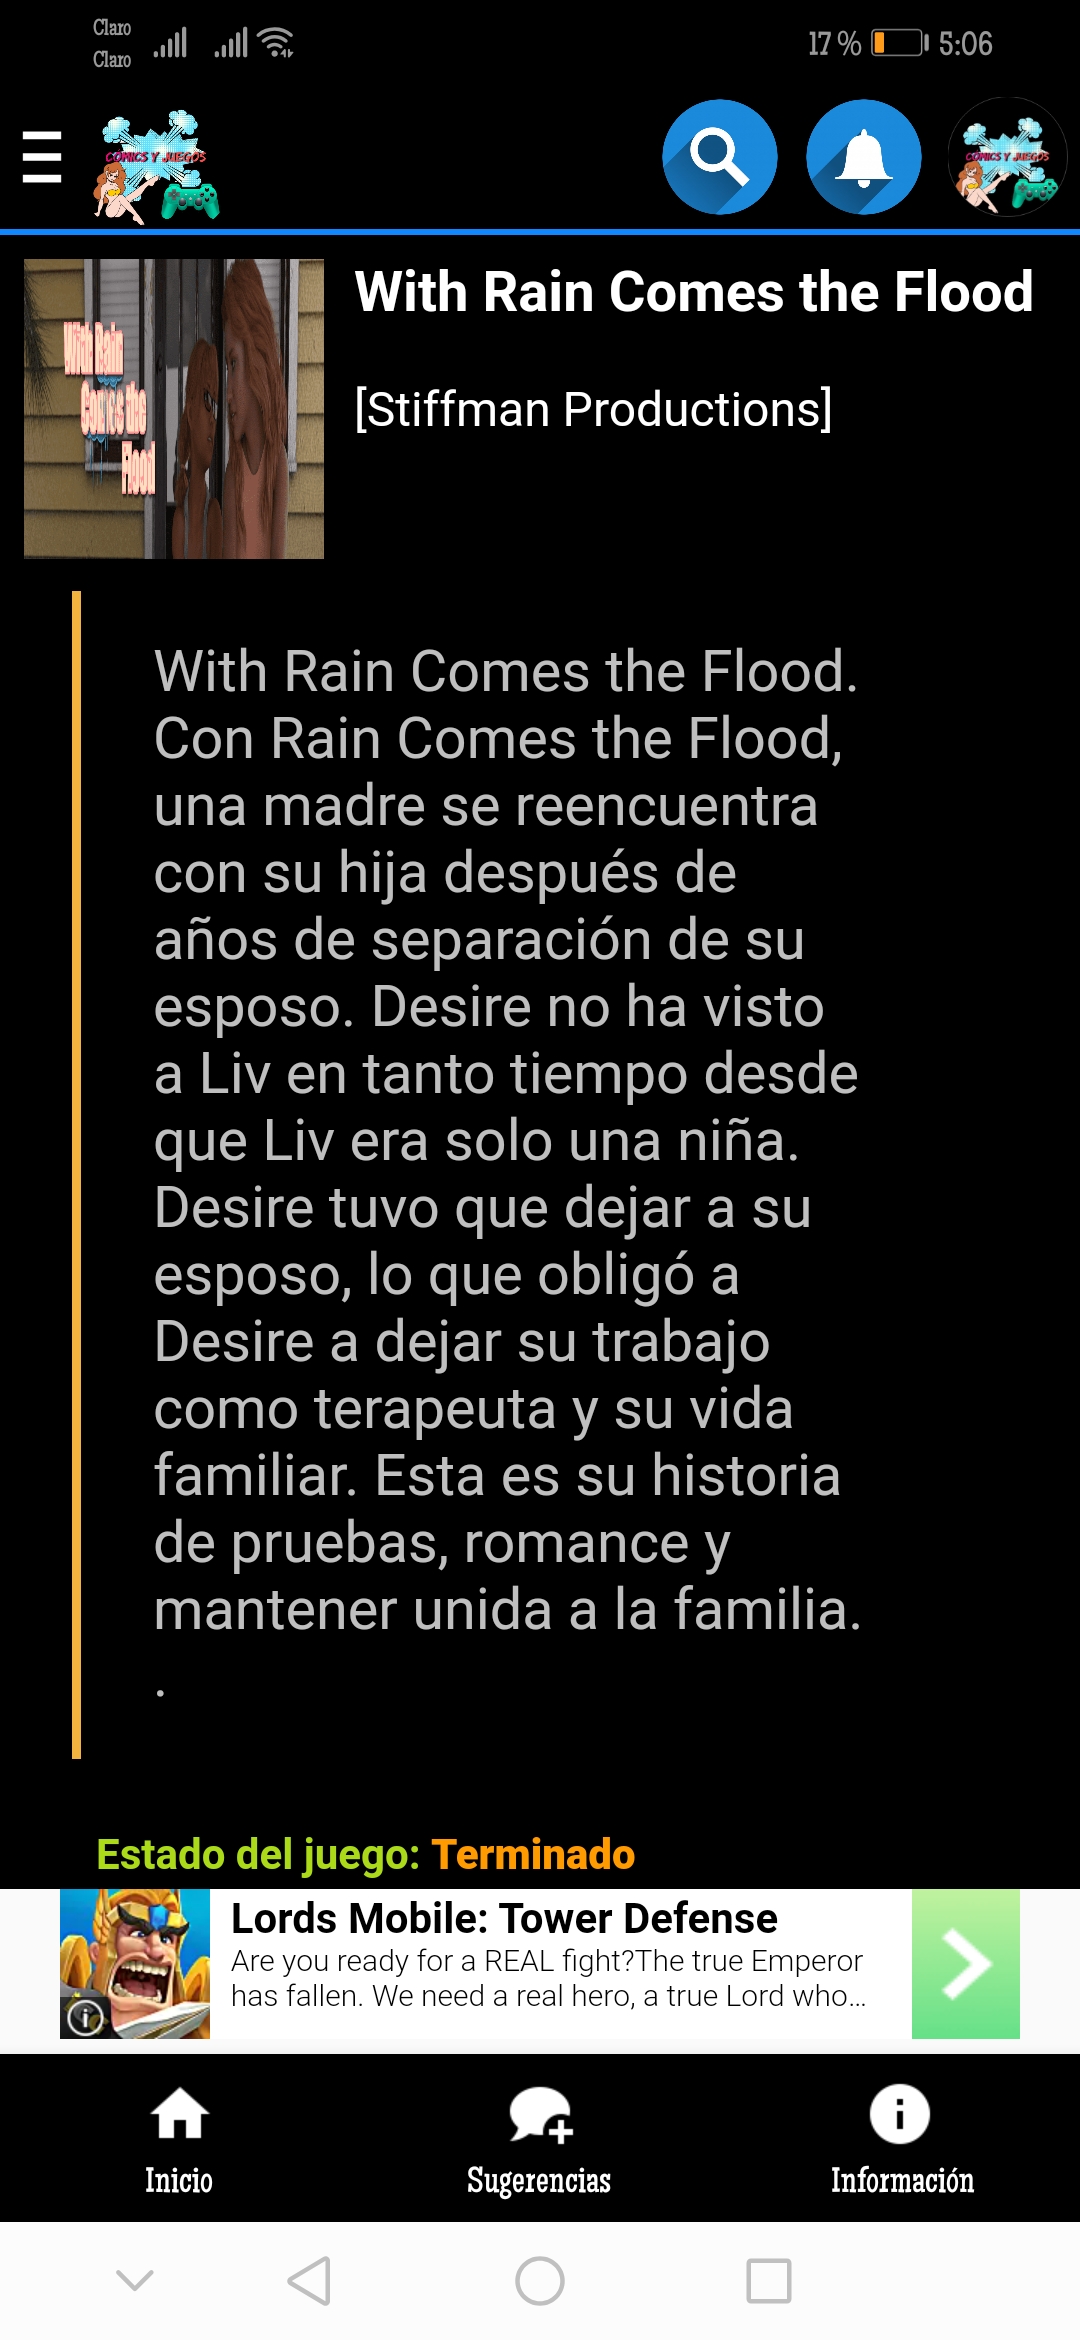 Claro
Claro
17 % 5:06
COMICS Y JUEGOS
COMICS Y JUEGOS
With Rain
Comes the
Flood
With Rain Comes the Flood
[Stiffman Productions]
With Rain Comes the Flood.
Con Rain Comes the Flood,
una madre se reencuentra
con su hija después de
años de separación de su
esposo. Desire no ha visto
a Liv en tanto tiempo desde
que Liv era solo una niña.
Desire tuvo que dejar a su
esposo, lo que obligó a
Desire a dejar su trabajo
como terapeuta y su vida
familiar. Esta es su historia
de pruebas, romance y
mantener unida a la familia.
.
Estado del juego: Terminado
Lords Mobile: Tower Defense
Are you ready for a REAL fight?The true Emperor
has fallen. We need a real hero, a true Lord who...
Inicio
Sugerencias
Información